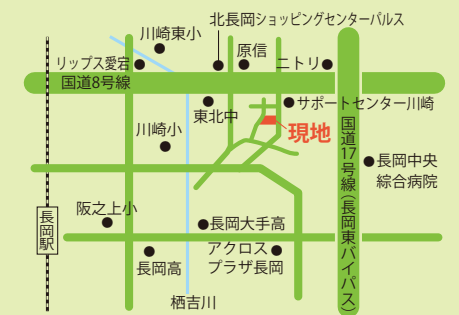 北長岡ショッピングセンターパルス
川崎東小
原信
リップス愛宕
ニトリ
国道8号線
東北中
サポートセンター川崎
川崎小
現地
国道17号線(長岡東バイパス)
長岡中央
綜合病院
阪之上小
長岡大手高
長岡駅
アクロス
プラザ長岡
長岡高
栖吉川